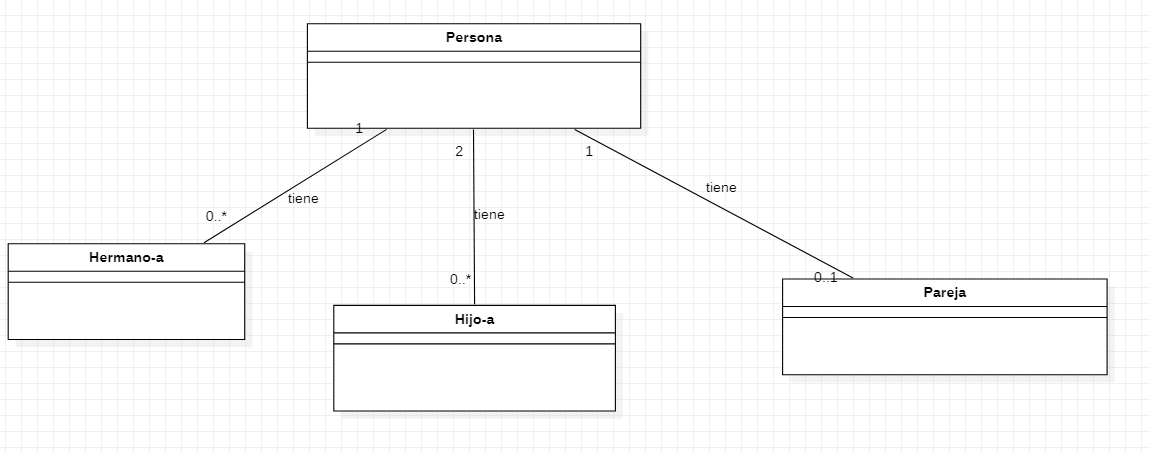 Persona
1
2
1
tiene
tiene
0..*
tiene
Hermano-a
0..*
0..1
Pareja
Hijo-a